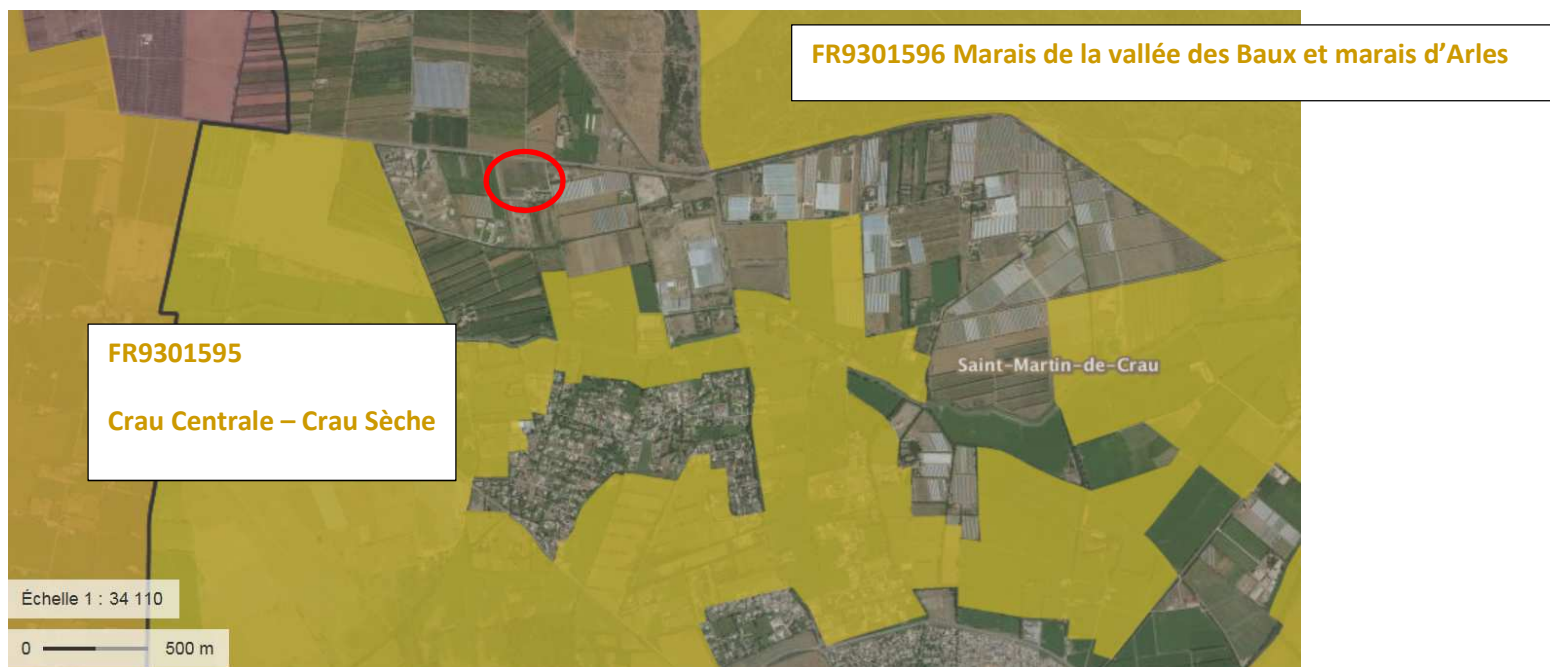 FR9301596 Marais de la vallée des Baux et marais d’Arles
FR9301595
Crau Centrale – Crau Sèche
Saint-Martin-de-Crau
Échelle 1 : 34 110
0 500 m